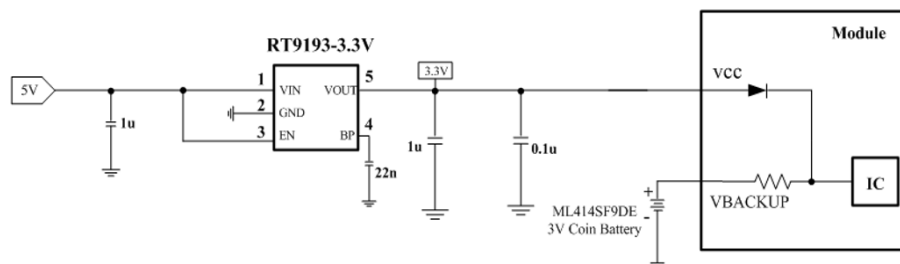 Module
RT9193-3.3V
5V
1 VIN VOUT 5
2 GND
3 EN BP 4
3.3V
VCC
1u
22n
1u
0.1u
ML414SF9DE
3V Coin Battery
+
-
VBACKUP
IC